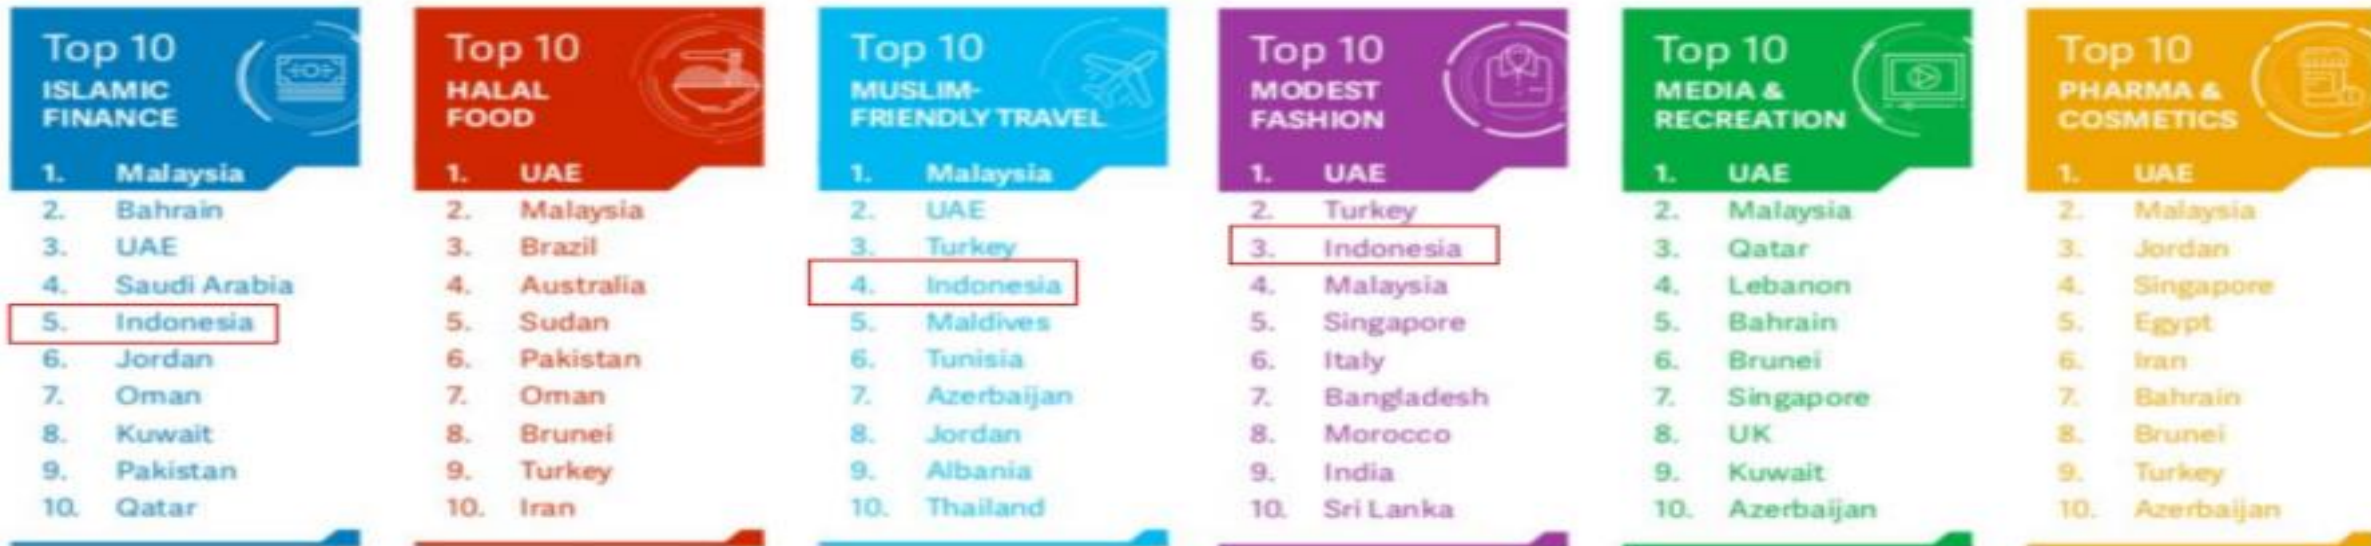 Top 10
ISLAMIC
FINANCE
1. Malaysia
2. Bahrain
3. UAE
4. Saudi Arabia
5. Indonesia
6. Jordan
7. Oman
8. Kuwait
9. Pakistan
10. Qatar
Top 10
HALAL
FOOD
1. UAE
2. Malaysia
3. Brazil
4. Australia
5. Sudan
6. Pakistan
7. Oman
8. Brunei
9. Turkey
10. Iran
Top 10
MUSLIM-
FRIENDLY TRAVEL
1. Malaysia
2. UAE
3. Turkey
4. Indonesia
5. Maldives
6. Tunisia
7. Azerbaijan
8. Jordan
9. Albania
10. Thailand
Top 10
MODEST
FASHION
1. UAE
2. Turkey
3. Indonesia
4. Malaysia
5. Singapore
6. Italy
7. Bangladesh
8. Morocco
9. India
10. Sri Lanka
Top 10
MEDIA &
RECREATION
1. UAE
2. Malaysia
3. Qatar
4. Lebanon
5. Bahrain
6. Brunei
7. Singapore
8. UK
9. Kuwait
10. Azerbaijan
Top 10
PHARMA &
COSMETICS
1. UAE
2. Malaysia
3. Jordan
4. Singapore
5. Egypt
6. Iran
7. Bahrain
8. Brunei
9. Turkey
10. Azerbaijan